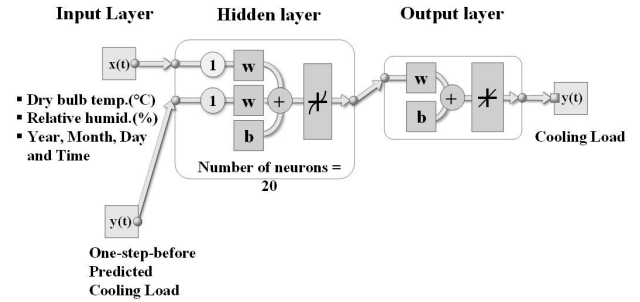 Input Layer
Hidden layer
Output layer
x(t)
1
w
1
w
+
b
w
+
b
y(t)
▪ Dry bulb temp.(°C)
▪ Relative humid.(%)
▪ Year, Month, Day
and Time
Number of neurons =
20
Cooling Load
y(t)
One-step-before
Predicted
Cooling Load